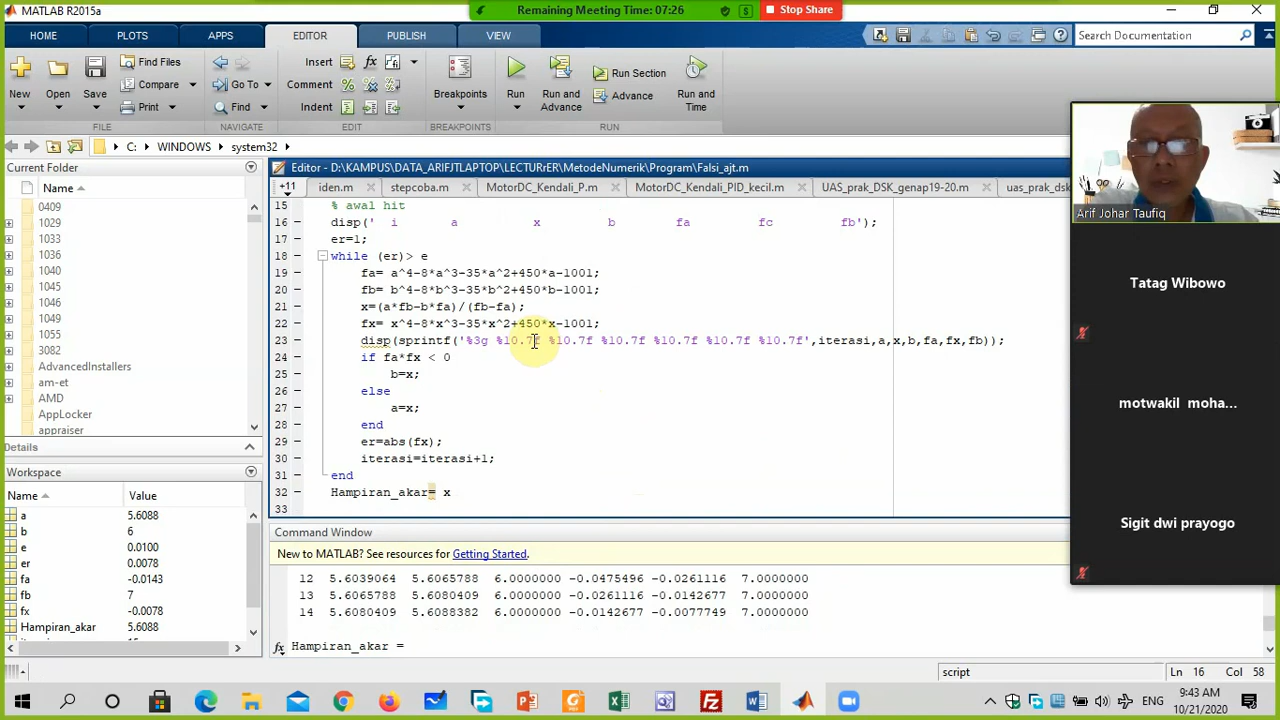 MATLAB R2015a
Remaining Meeting Time: 07:26
Stop Share
HOME PLOTS APPS EDITOR PUBLISH VIEW
Search Documentation
New Open Save
Find Files
Compare
Print
Go To
Find
Insert fx
Comment
Indent
Breakpoints
Run
Run and Advance
Run Section
Advance
Run and Time
FILE NAVIGATE EDIT BREAKPOINTS RUN
C: WINDOWS system32
Current Folder
Name
0409
1029
1033
1036
1040
1045
1046
1049
1055
3082
AdvancedInstallers
am-et
AMD
AppLocker
appraiser
Details
Workspace
Name Value
a 5.6088
b 6
e 0.0100
er 0.0078
fa -0.0143
fb 7
fx -0.0078
Hampiran_akar 5.6088
Editor - D:\KAMPUS\DATA_ARIFJTLAPTOP\LECTURrER\MetodeNumerik\Program\Falsi_ajt.m
+11 iden.m stepcoba.m MotorDC_Kendali_P.m MotorDC_Kendali_PID_kecil.m UAS_prak_DSK_genap19-20.m uas_prak_dsk
15 % awal hit
16 disp(' i a x b fa fc fb');
17 er=1;
18 while (er)> e
19 fa= a^4-8*a^3-35*a^2+450*a-1001;
20 fb= b^4-8*b^3-35*b^2+450*b-1001;
21 x=(a*fb-b*fa)/(fb-fa);
22 fx= x^4-8*x^3-35*x^2+450*x-1001;
23 disp(sprintf('%3g %10.7f %10.7f %10.7f %10.7f %10.7f %10.7f',iterasi,a,x,b,fa,fx,fb));
24 if fa*fx < 0
25 b=x;
26 else
27 a=x;
28 end
29 er=abs(fx);
30 iterasi=iterasi+1;
31 end
32 Hampiran_akar= x
33
Command Window
New to MATLAB? See resources for Getting Started.
12 5.6039064 5.6065788 6.0000000 -0.0475496 -0.0261116 7.0000000
13 5.6065788 5.6080409 6.0000000 -0.0261116 -0.0142677 7.0000000
14 5.6080409 5.6088382 6.0000000 -0.0142677 -0.0077749 7.0000000
fx Hampiran_akar =
script
Ln 16 Col 58
Arif Johar Taufiq
Tatag Wibowo
motwakil moha...
Sigit dwi prayogo
ENG
9:43 AM
10/21/2020